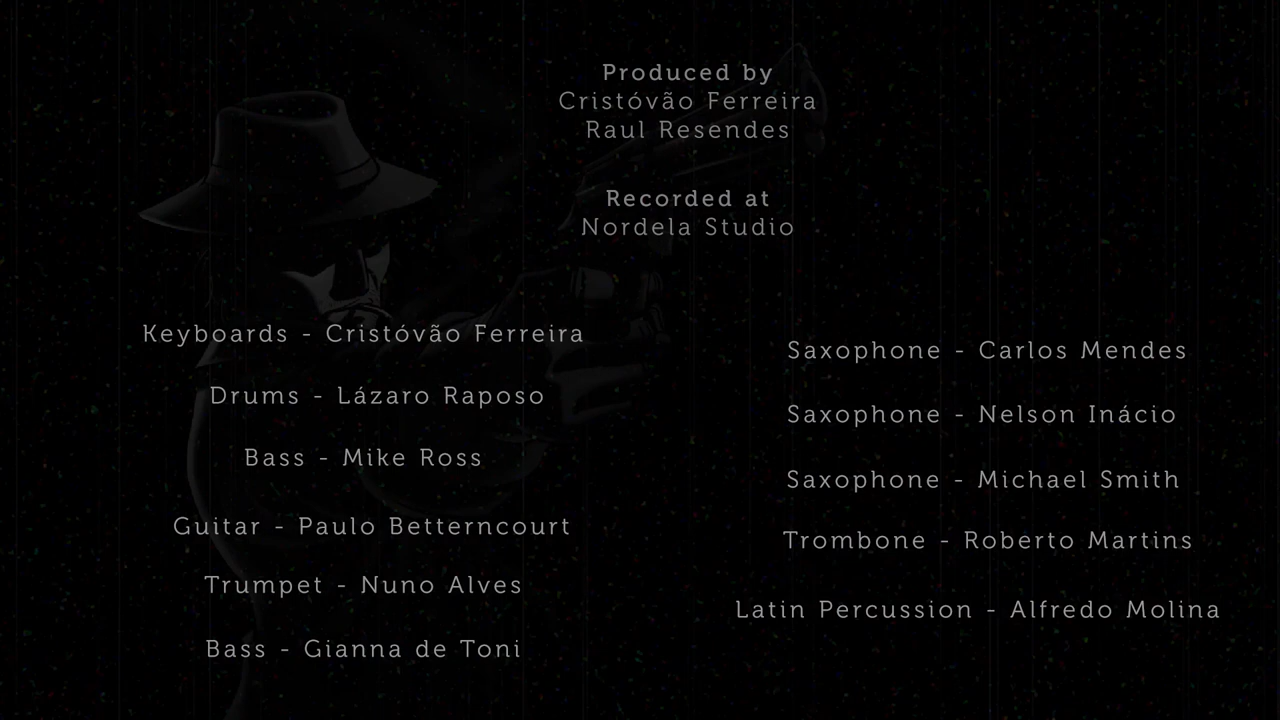 Produced by
Cristóvão Ferreira
Raul Resendes
Recorded at
Nordela Studio
Keyboards - Cristóvão Ferreira
Drums - Lázaro Raposo
Bass - Mike Ross
Guitar - Paulo Betterncourt
Trumpet - Nuno Alves
Bass - Gianna de Toni
Saxophone - Carlos Mendes
Saxophone - Nelson Inácio
Saxophone - Michael Smith
Trombone - Roberto Martins
Latin Percussion - Alfredo Molina